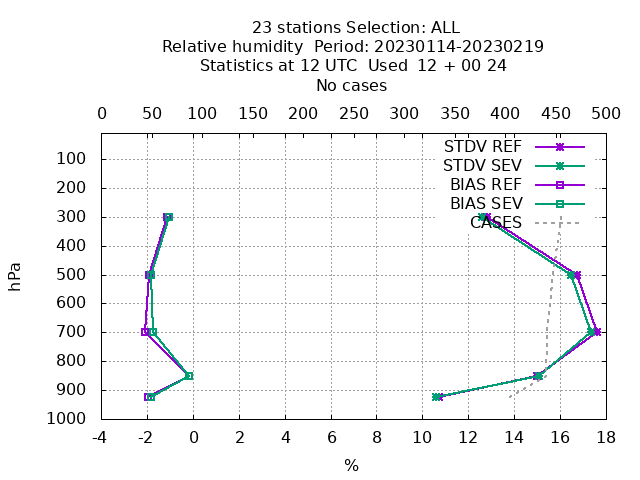 23 stations Selection: ALL
Relative humidity  Period: 20230114-20230219
Statistics at 12 UTC  Used  12 + 00 24
No cases
0 50 100 150 200 250 300 350 400 450 500
STDV REF
STDV SEV
BIAS REF
BIAS SEV
CASES
100
200
300
400
500
600
700
800
900
1000
hPa
-4 -2 0 2 4 6 8 10 12 14 16 18
%